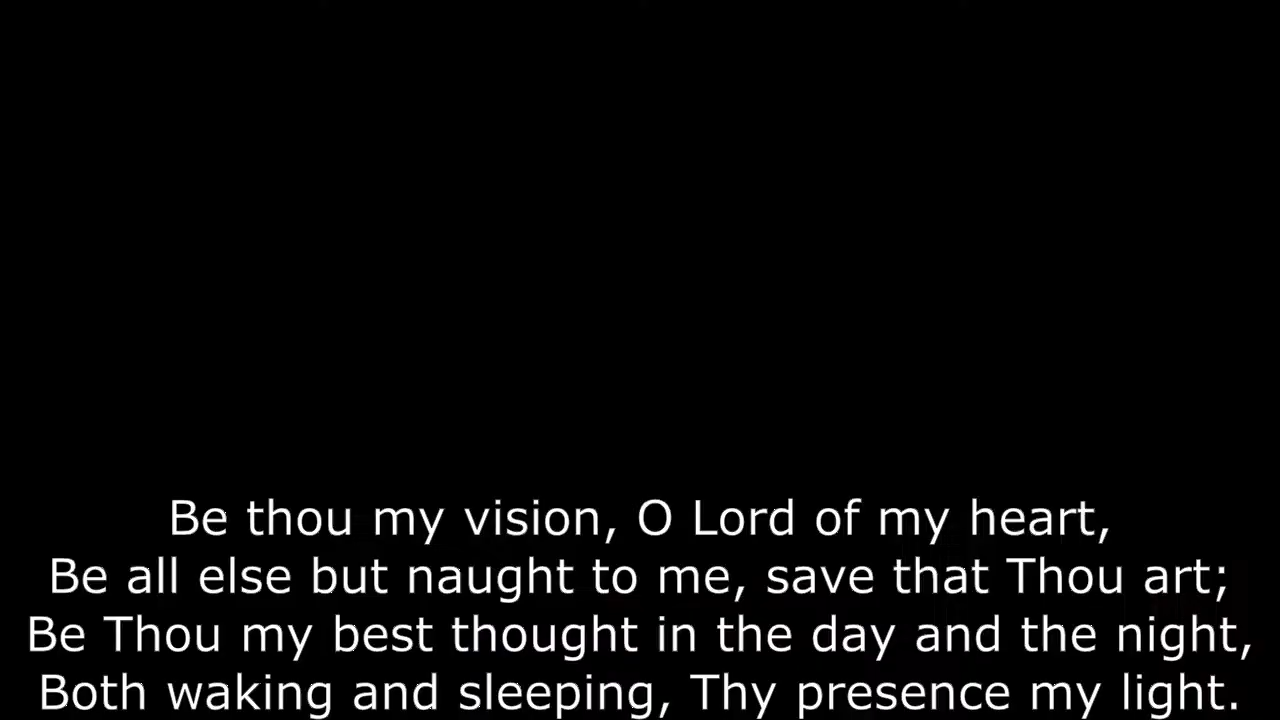 Be thou my vision, O Lord of my heart,
Be all else but naught to me, save that Thou art;
Be Thou my best thought in the day and the night,
Both waking and sleeping, Thy presence my light.